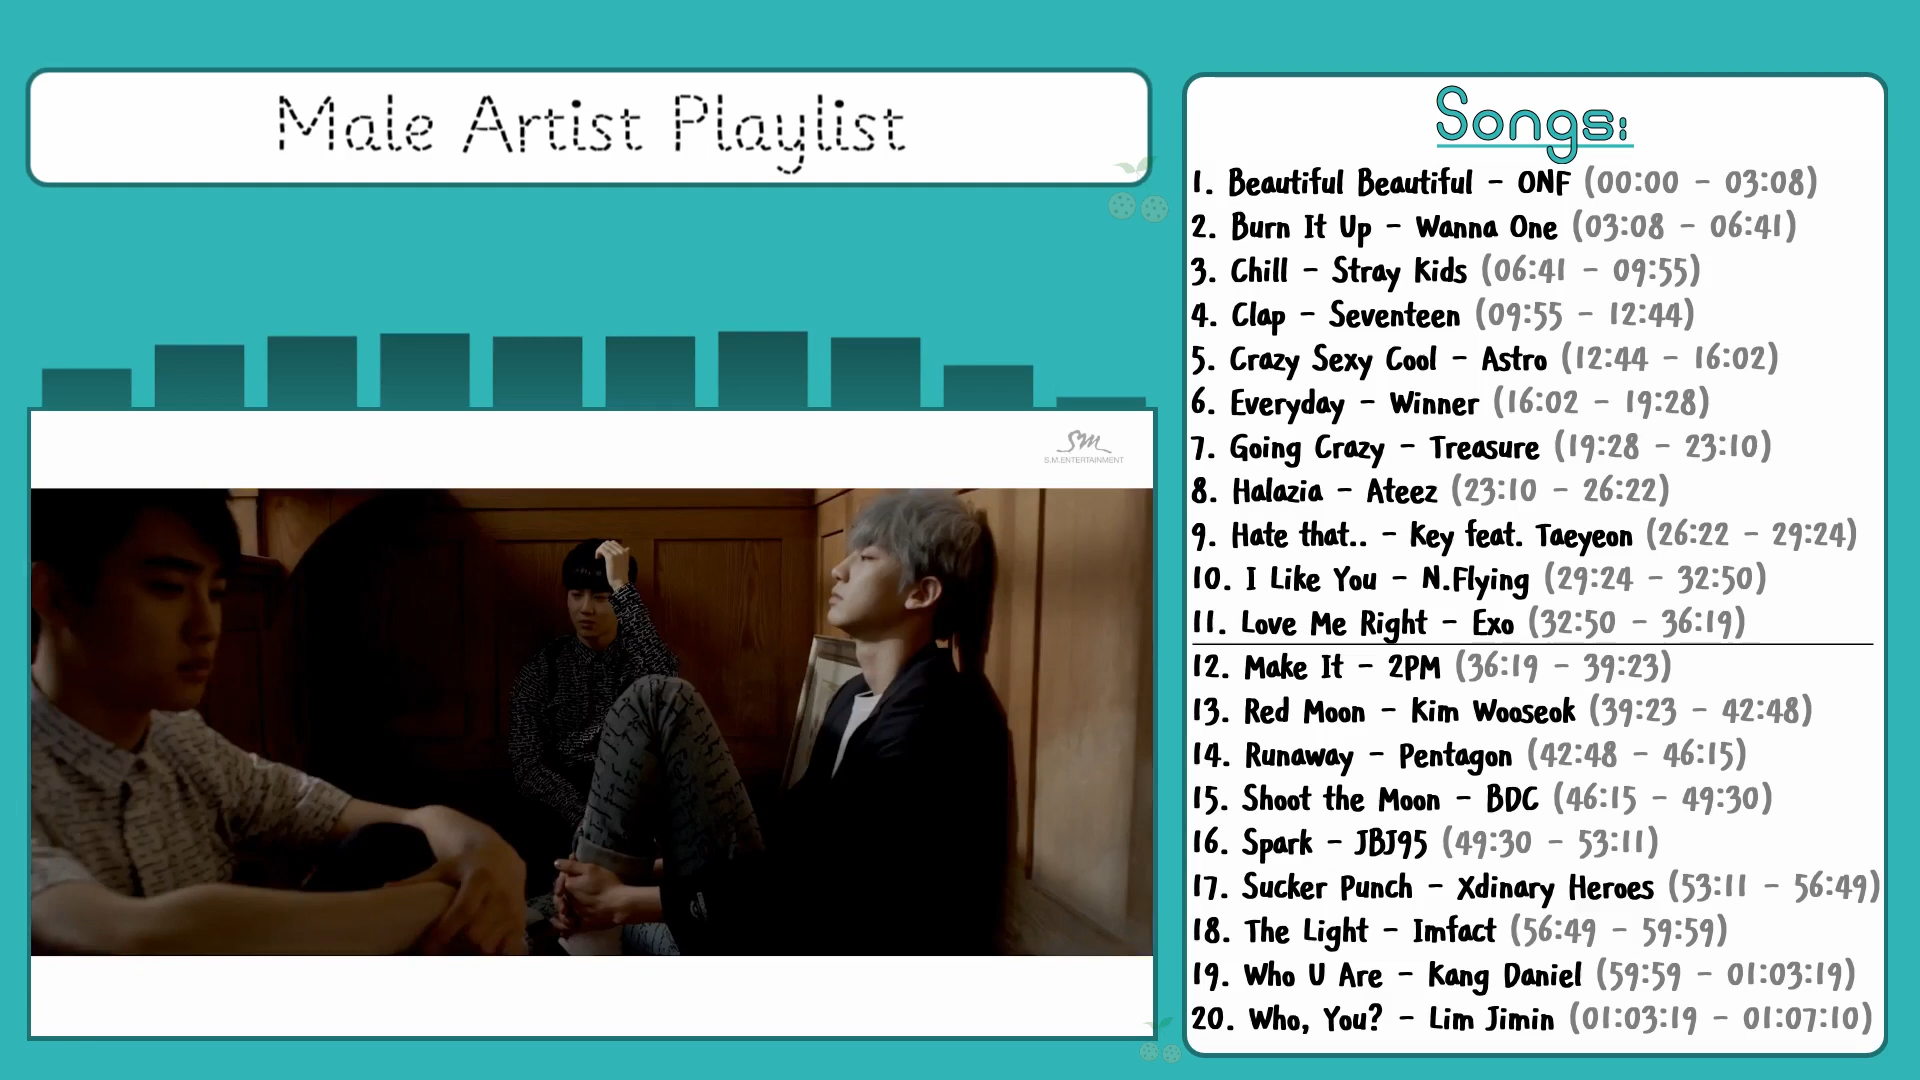 Male Artist Playlist
Songs:
1. Beautiful Beautiful - ONF (00:00 - 03:08)
2. Burn It Up - Wanna One (03:08 - 06:41)
3. Chill - Stray Kids (06:41 - 09:55)
4. Clap - Seventeen (09:55 - 12:44)
5. Crazy Sexy Cool - Astro (12:44 - 16:02)
6. Everyday - Winner (16:02 - 19:28)
7. Going Crazy - Treasure (19:28 - 23:10)
8. Halazia - Ateez (23:10 - 26:22)
9. Hate that.. - Key feat. Taeyeon (26:22 - 29:24)
10. I Like You - N.Flying (29:24 - 32:50)
11. Love Me Right - Exo (32:50 - 36:19)
12. Make It - 2PM (36:19 - 39:23)
13. Red Moon - Kim Wooseok (39:23 - 42:48)
14. Runaway - Pentagon (42:48 - 46:15)
15. Shoot the Moon - BDC (46:15 - 49:30)
16. Spark - JBJ95 (49:30 - 53:11)
17. Sucker Punch - Xdinary Heroes (53:11 - 56:49)
18. The Light - Imfact (56:49 - 59:59)
19. Who U Are - Kang Daniel (59:59 - 01:03:19)
20. Who, You? - Lim Jimin (01:03:19 - 01:07:10)
SM
S.M.ENTERTAINMENT